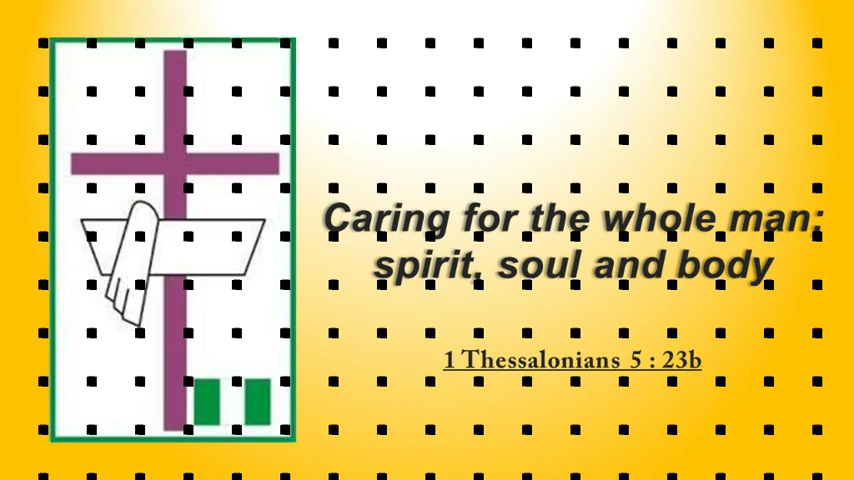 Caring for the whole man;
spirit, soul and body
1 Thessalonians 5 : 23b